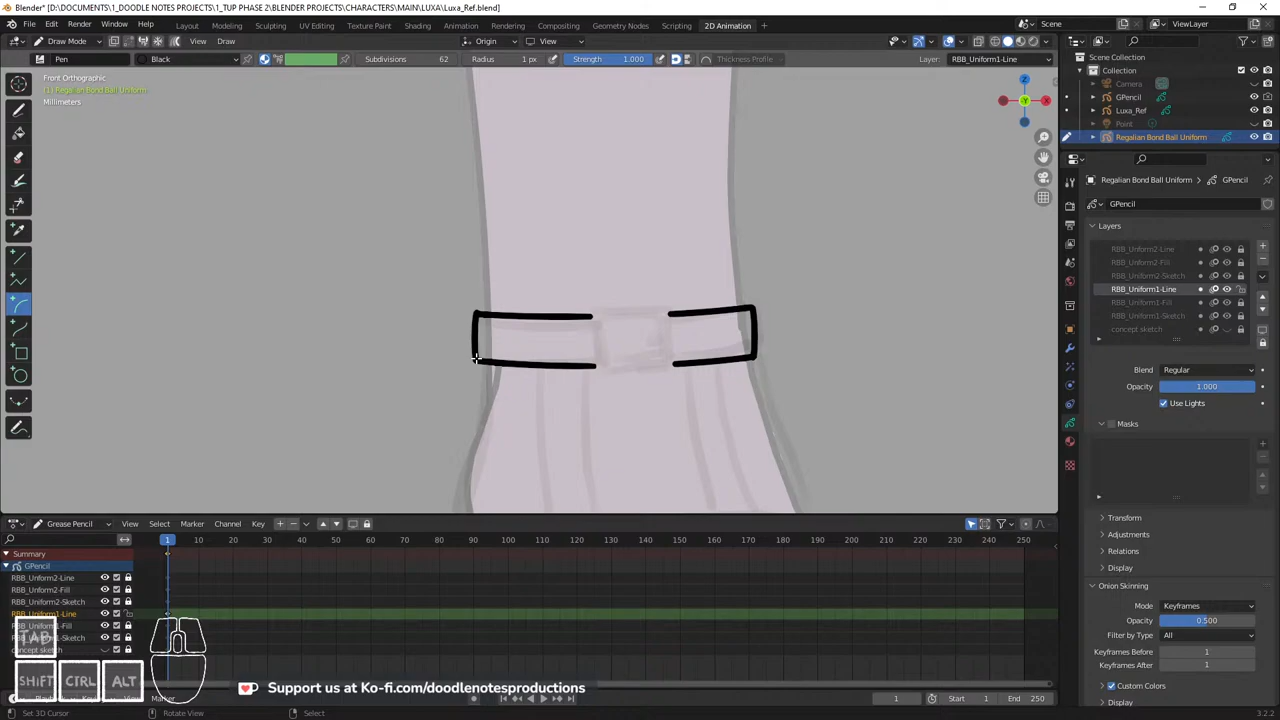 Blender* [D:\DOCUMENTS\1_DOODLE NOTES PROJECTS\1_TUP PHASE 2\BLENDER PROJECTS\CHARACTERS\MAIN\LUXA\Luxa_Ref.blend]
File Edit Render Window Help Layout Modeling Sculpting UV Editing Texture Paint Shading Animation Rendering Compositing Geometry Nodes Scripting 2D Animation + Scene ViewLayer
Draw Mode View Draw Origin View
Pen Black Subdivisions 62 Radius 1 px Strength 1.000 Thickness Profile Layer: RBB_Uniform1-Line
Front Orthographic
(1) Regalian Bond Ball Uniform
Millimeters
Z
Y
X
Scene Collection
Collection
Camera
GPencil
Luxa_Ref
Point
Regalian Bond Ball Uniform
Regalian Bond Ball Uniform > GPencil
GPencil
Layers
RBB_Uniform2-Line
RBB_Uniform2-Fill
RBB_Uniform2-Sketch
RBB_Uniform1-Line
RBB_Uniform1-Fill
RBB_Uniform1-Sketch
concept sketch
Blend Regular
Opacity 1.000
Use Lights
Masks
Transform
Adjustments
Relations
Display
Onion Skinning
Mode Keyframes
Opacity 0.500
Filter by Type All
Keyframes Before 1
Keyframes After 1
Custom Colors
Display
Grease Pencil View Select Marker Channel Key
1 10 20 30 40 50 60 70 80 90 100 110 120 130 140 150 160 170 180 190 200 210 220 230 240 250
Summary
GPencil
RBB_Uniform2-Line
RBB_Uniform2-Fill
RBB_Uniform2-Sketch
RBB_Uniform1-Line
concept sketch
TAB
SHIFT CTRL ALT
Support us at Ko-fi.com/doodlenotesproductions
Marker
1 Start 1 End 250
Set 3D Cursor Rotate View Select 3.2.2